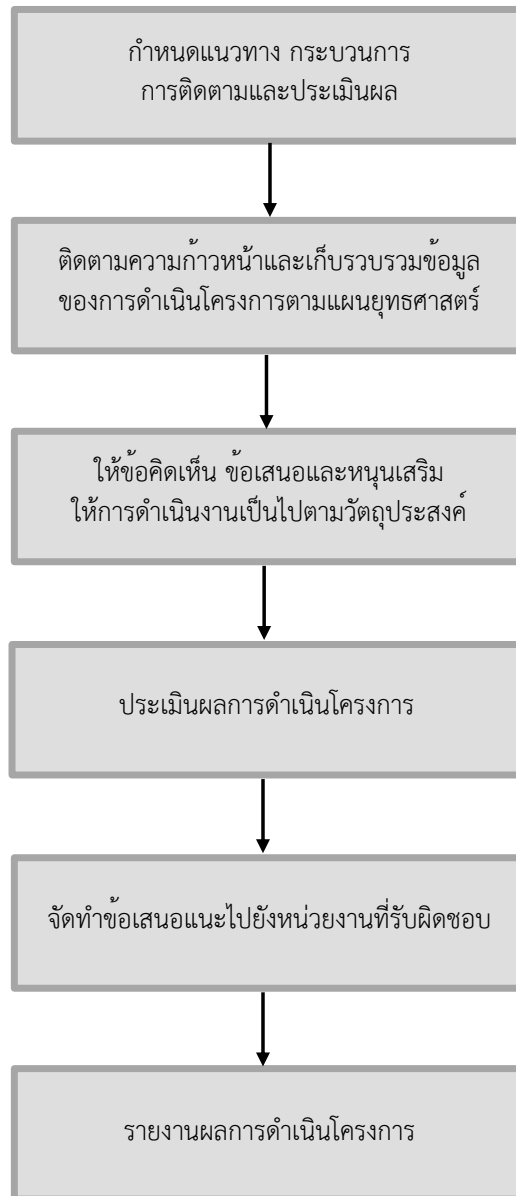 กำหนดแนวทาง กระบวนการ
การติดตามและประเมินผล
ติดตามความก้าวหน้าและเก็บรวบรวมข้อมูล
ของการดำเนินโครงการตามแผนยุทธศาสตร์
ให้ข้อคิดเห็น ข้อเสนอและหนุนเสริม
ให้การดำเนินงานเป็นไปตามวัตถุประสงค์
ประเมินผลการดำเนินโครงการ
จัดทำข้อเสนอแนะไปยังหน่วยงานที่รับผิดชอบ
รายงานผลการดำเนินโครงการ